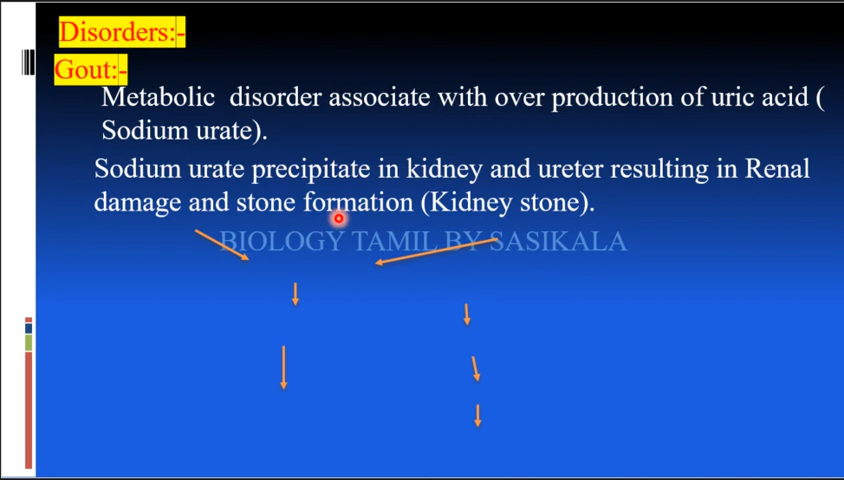 Disorders:-
Gout:-
Metabolic disorder associate with over production of uric acid (
Sodium urate).
Sodium urate precipitate in kidney and ureter resulting in Renal
damage and stone formation (Kidney stone).
BIOLOGY TAMIL BY SASIKALA